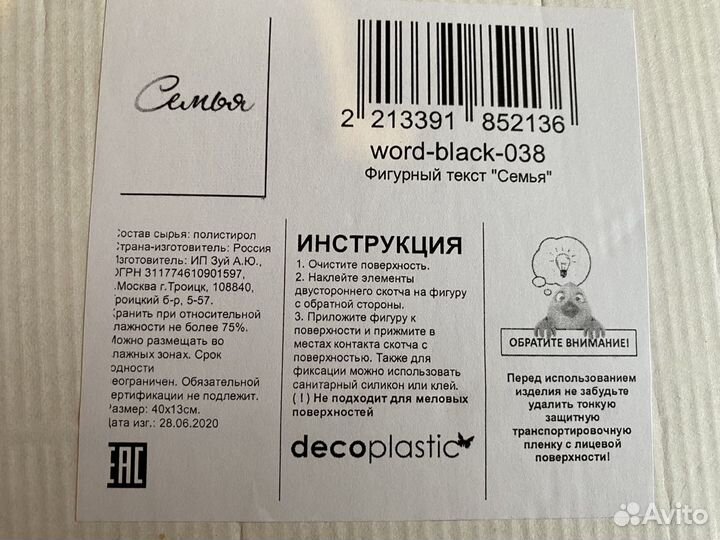 Семья
2 213391 852136
word-black-038
Фигурный текст "Семья"
Состав сырья: полистирол
Страна-изготовитель: Россия
Изготовитель: ИП Зуй А.Ю.,
ОГРН 311774610901597,
г.Москва г.Троицк, 108840,
Троицкий б-р, 5-57.
Хранить при относительной
влажности не более 75%.
Можно размещать во
влажных зонах. Срок
годности
неограничен. Обязательной
сертификации не подлежит.
Размер: 40x13см.
Дата изг.: 28.06.2020
EAC
ИНСТРУКЦИЯ
1. Очистите поверхность.
2. Наклейте элементы
двустороннего скотча на фигуру
с обратной стороны.
3. Приложите фигуру к
поверхности и прижмите в
местах контакта скотча с
поверхностью. Также для
фиксации можно использовать
санитарный силикон или клей.
( ! ) Не подходит для меловых
поверхностей
decoplastic
ОБРАТИТЕ ВНИМАНИЕ!
Перед использованием
изделия не забудьте
удалить тонкую
защитную
транспортировочную
пленку с лицевой
поверхности!
Avito